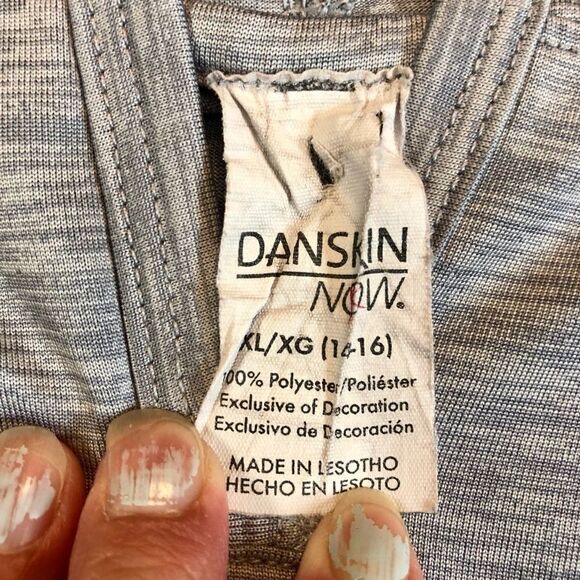 DANSKIN
NOW®
XL/XG (14-16)
100% Polyester/Poliéster
Exclusive of Decoration
Exclusivo de Decoración
MADE IN LESOTHO
HECHO EN LESOTO